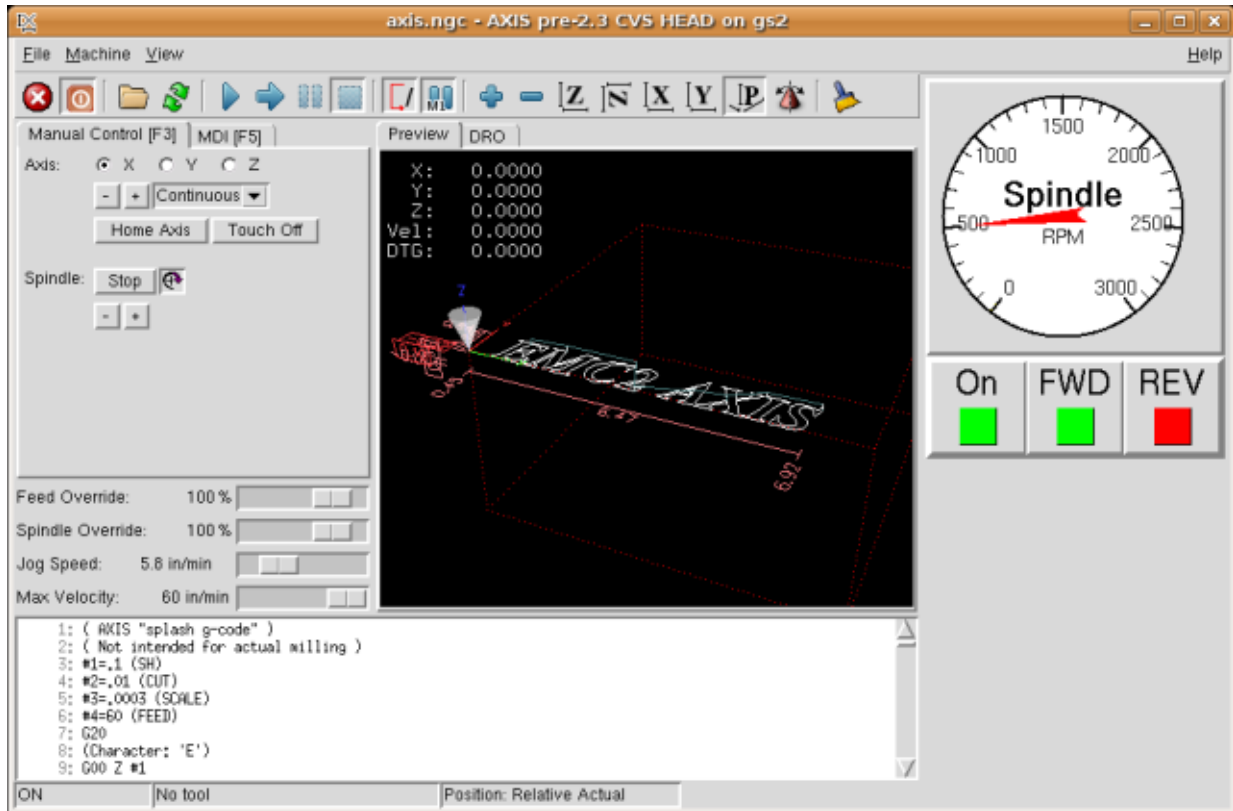 axis.ngc - AXIS pre-2.3 CVS HEAD on gs2
File Machine View Help
Manual Control [F3] MDI [F5]
Axis: X Y Z
- + Continuous
Home Axis Touch Off
Spindle: Stop
- +
Feed Override: 100 %
Spindle Override: 100 %
Jog Speed: 5.8 in/min
Max Velocity: 60 in/min
Preview DRO
X: 0.0000
Y: 0.0000
Z: 0.0000
Vel: 0.0000
DTG: 0.0000
Z
EMC2 AXIS
0.45
6.47
6.92
Spindle
RPM
0
500
1000
1500
2000
2500
3000
On FWD REV
1: ( AXIS "splash g-code" )
2: ( Not intended for actual milling )
3: #1=.1 (SH)
4: #2=.01 (CUT)
5: #3=.0003 (SCALE)
6: #4=60 (FEED)
7: G20
8: (Character: 'E')
9: G00 Z #1
ON No tool Position: Relative Actual